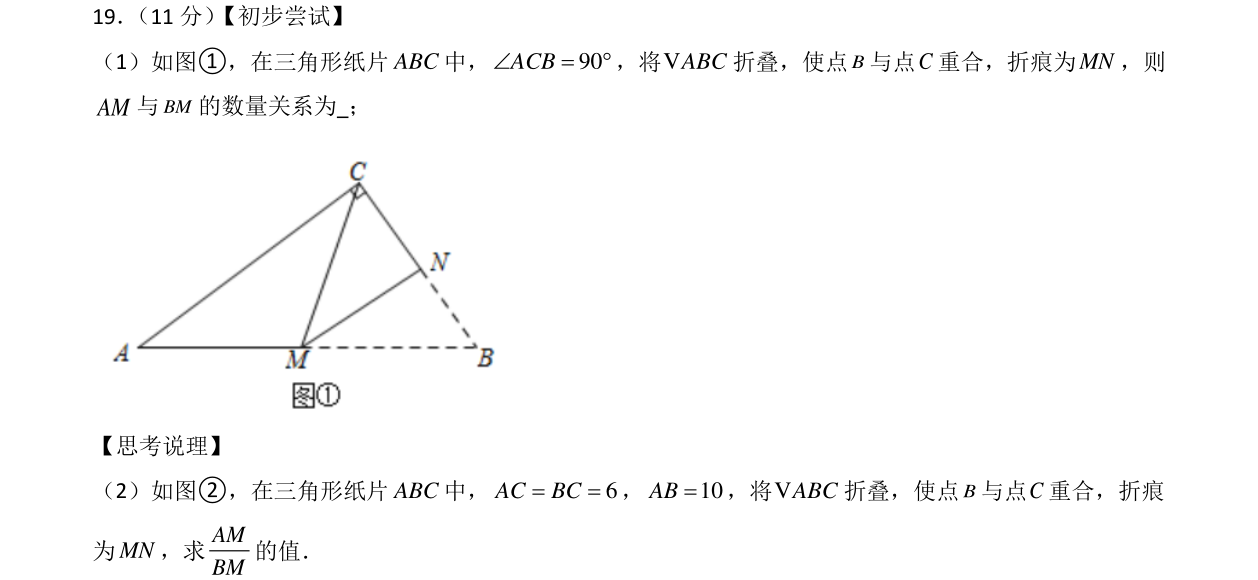 19.（11 分）【初步尝试】
（1）如图①，在三角形纸片 ABC 中，∠ACB = 90°，将VABC 折叠，使点 B 与点 C 重合，折痕为 MN ，则
AM 与 BM 的数量关系为_；
C
N
A
M
B
图①
【思考说理】
（2）如图②，在三角形纸片 ABC 中， AC = BC = 6， AB = 10，将VABC 折叠，使点 B 与点 C 重合，折痕
为 MN ，求 AM/BM 的值．